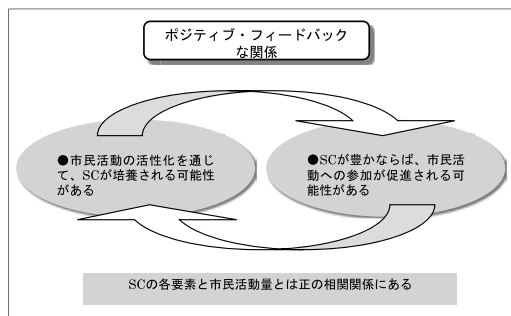 ポジティブ・フィードバック
な関係
●市民活動の活性化を通じ
て、SCが培養される可能性
がある
●SCが豊かならば、市民活
動への参加が促進される可
能性がある
SCの各要素と市民活動量とは正の相関関係にある